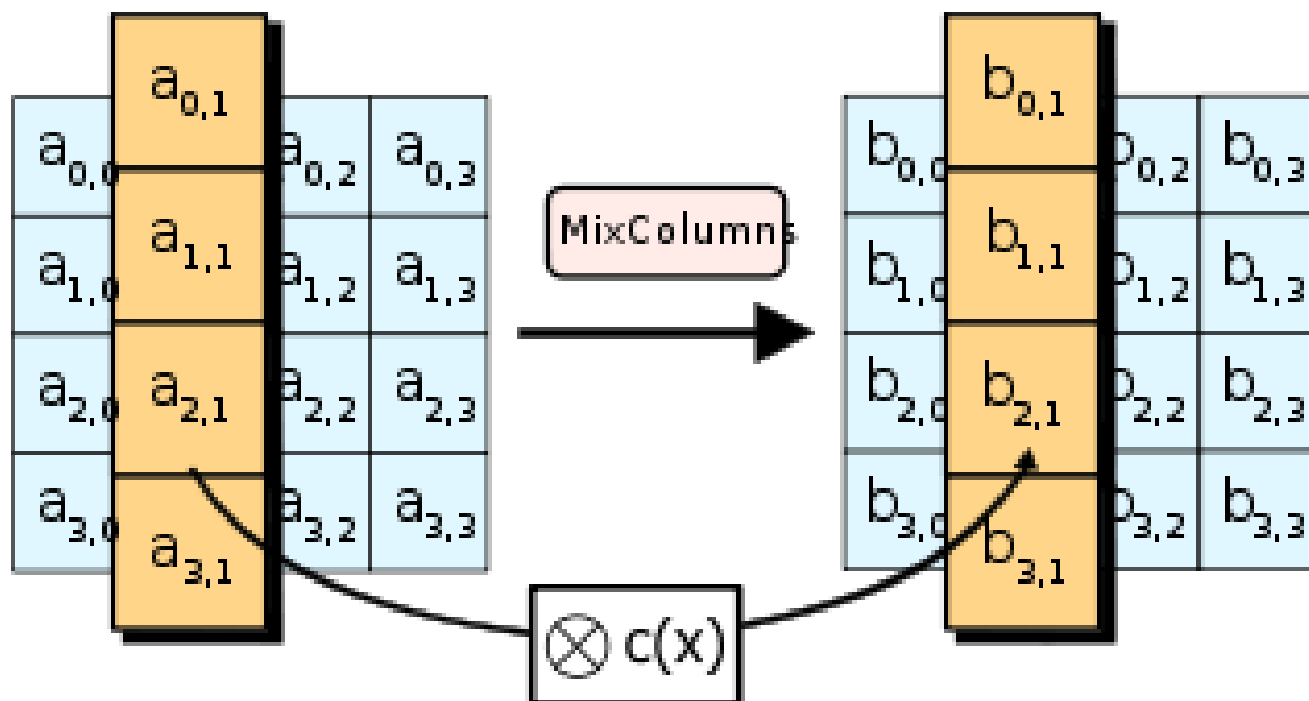 a0,1
a0,0 a0,2 a0,3
a1,1
a1,0 a1,2 a1,3
a2,1
a2,0 a2,2 a2,3
a3,1
a3,0 a3,2 a3,3
MixColumns
b0,1
b0,0 b0,2 b0,3
b1,1
b1,0 b1,2 b1,3
b2,1
b2,0 b2,2 b2,3
b3,1
b3,0 b3,2 b3,3
⊗ c(x)